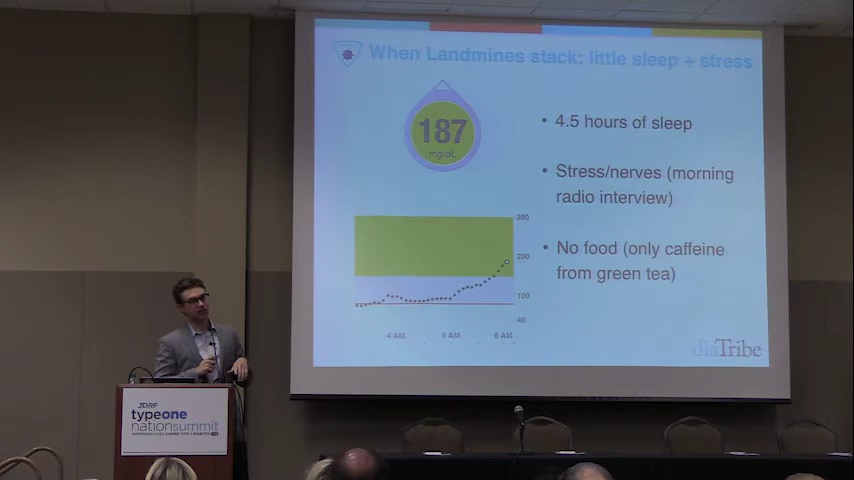 When Landmines stack: little sleep + stress
187
mg/dL
• 4.5 hours of sleep
• Stress/nerves (morning
radio interview)
• No food (only caffeine
from green tea)
300
200
100
40
4 AM
5 AM
6 AM
diaTribe
JDRF
typeone
nationsummit